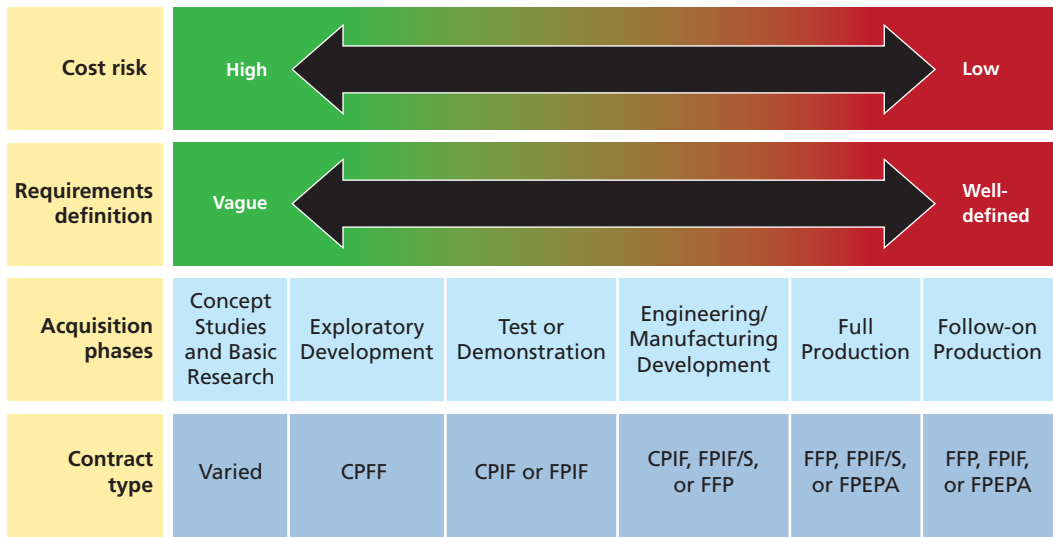 Cost risk
High
Low
Requirements
definition
Vague
Well-
defined
Acquisition
phases
Concept
Studies
and Basic
Research
Exploratory
Development
Test or
Demonstration
Engineering/
Manufacturing
Development
Full
Production
Follow-on
Production
Contract
type
Varied
CPFF
CPIF or FPIF
CPIF, FPIF/S,
or FFP
FFP, FPIF/S,
or FPEPA
FFP, FPIF,
or FPEPA